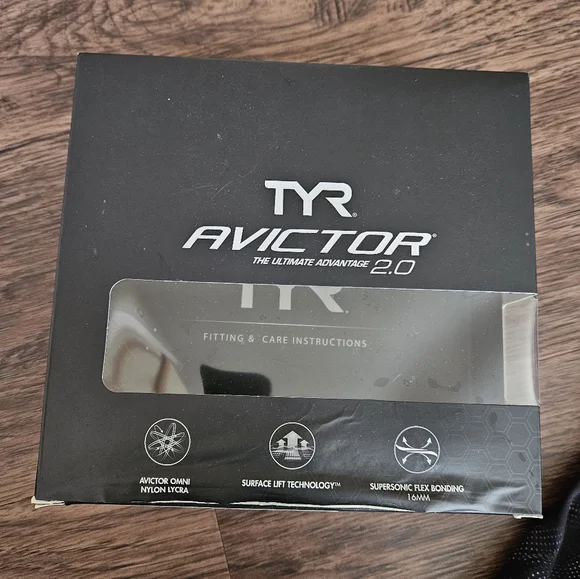 TYR®
AVICTOR®
THE ULTIMATE ADVANTAGE 2.0
TYR®
FITTING & CARE INSTRUCTIONS
AVICTOR OMNI
NYLON LYCRA
SURFACE LIFT TECHNOLOGY™
SUPERSONIC FLEX BONDING
16MM